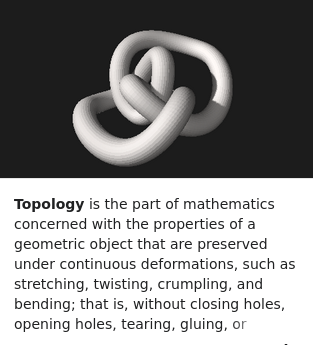 Topology is the part of mathematics
concerned with the properties of a
geometric object that are preserved
under continuous deformations, such as
stretching, twisting, crumpling, and
bending; that is, without closing holes,
opening holes, tearing, gluing, or